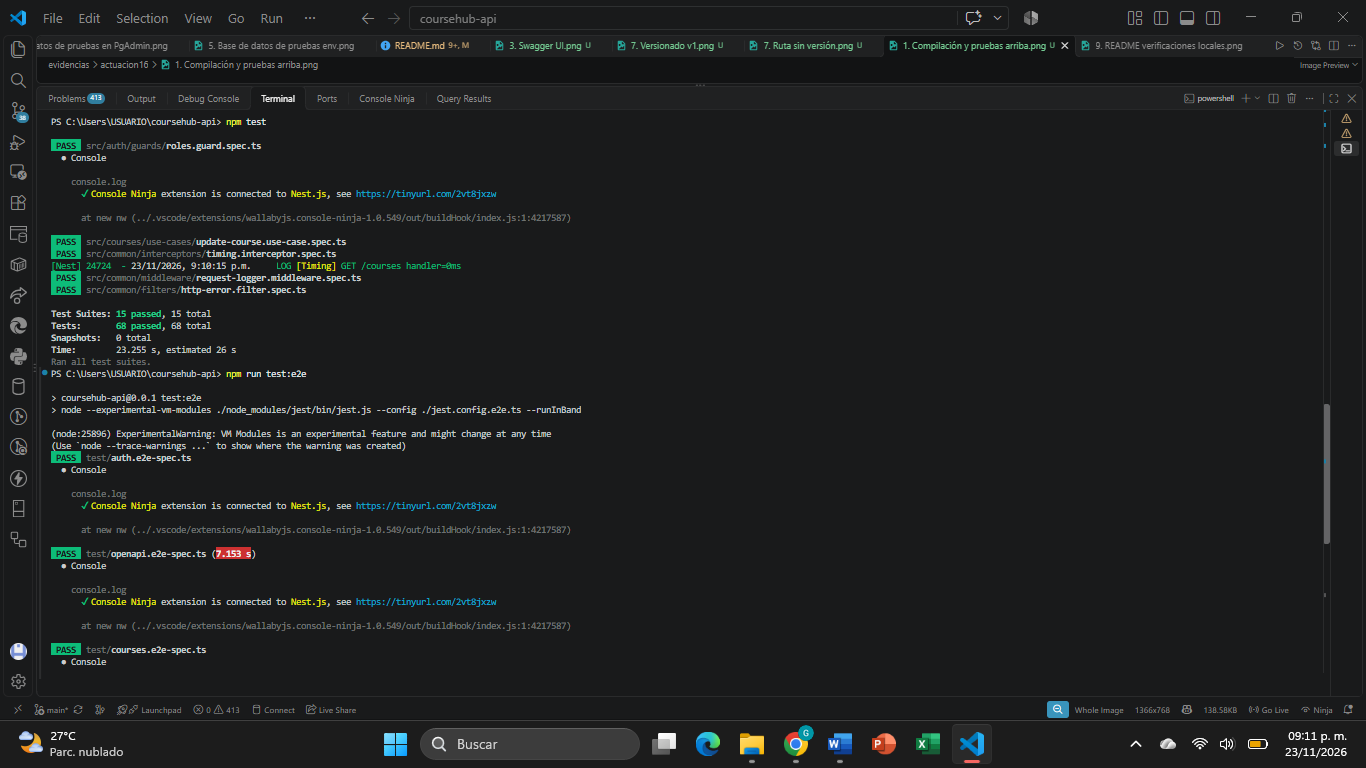 File Edit Selection View Go Run ··· coursehub-api
atos de pruebas en PgAdmin.png 5. Base de datos de pruebas env.png README.md 9+, M 3. Swagger UI.png U 7. Versionado v1.png U 7. Ruta sin versión.png U 1. Compilación y pruebas arriba.png U 9. README verificaciones locales.png
evidencias > actuacion16 > 1. Compilación y pruebas arriba.png Image Preview
Problems 413 Output Debug Console Terminal Ports Console Ninja Query Results powershell
PS C:\Users\USUARIO\coursehub-api> npm test
PASS src/auth/guards/roles.guard.spec.ts
● Console
console.log
✓ Console Ninja extension is connected to Nest.js, see https://tinyurl.com/2vt8jxzw
at new nw (../.vscode/extensions/wallabyjs.console-ninja-1.0.549/out/buildHook/index.js:1:4217587)
PASS src/courses/use-cases/update-course.use-case.spec.ts
PASS src/common/interceptors/timing.interceptor.spec.ts
[Nest] 24724 - 23/11/2026, 9:10:15 p.m. LOG [Timing] GET /courses handler=0ms
PASS src/common/middleware/request-logger.middleware.spec.ts
PASS src/common/filters/http-error.filter.spec.ts
Test Suites: 15 passed, 15 total
Tests: 68 passed, 68 total
Snapshots: 0 total
Time: 23.255 s, estimated 26 s
Ran all test suites.
PS C:\Users\USUARIO\coursehub-api> npm run test:e2e
> coursehub-api@0.0.1 test:e2e
> node --experimental-vm-modules ./node_modules/jest/bin/jest.js --config ./jest.config.e2e.ts --runInBand
(node:25896) ExperimentalWarning: VM Modules is an experimental feature and might change at any time
(Use `node --trace-warnings ...` to show where the warning was created)
PASS test/auth.e2e-spec.ts
● Console
console.log
✓ Console Ninja extension is connected to Nest.js, see https://tinyurl.com/2vt8jxzw
at new nw (../.vscode/extensions/wallabyjs.console-ninja-1.0.549/out/buildHook/index.js:1:4217587)
PASS test/openapi.e2e-spec.ts (7.153 s)
● Console
console.log
✓ Console Ninja extension is connected to Nest.js, see https://tinyurl.com/2vt8jxzw
at new nw (../.vscode/extensions/wallabyjs.console-ninja-1.0.549/out/buildHook/index.js:1:4217587)
PASS test/courses.e2e-spec.ts
● Console
38
main* Launchpad 0 413 Connect Live Share Whole Image 1366x768 138.58KB Go Live Ninja
27°C
Parc. nublado
Buscar
09:11 p. m.
23/11/2026